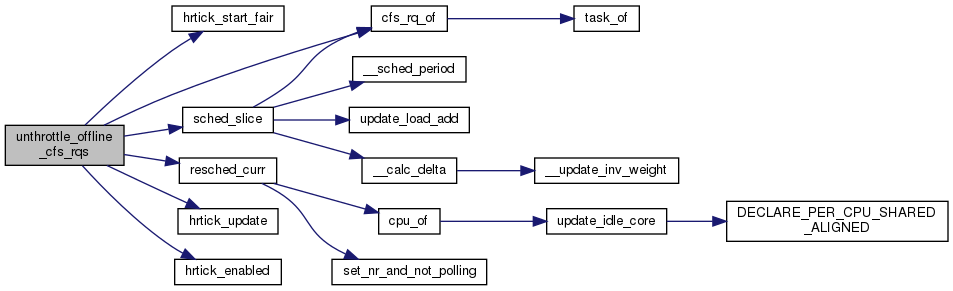 hrtick_start_fair
cfs_rq_of
task_of
__sched_period
unthrottle_offline
_cfs_rqs
sched_slice
update_load_add
resched_curr
__calc_delta
__update_inv_weight
hrtick_update
cpu_of
update_idle_core
DECLARE_PER_CPU_SHARED
_ALIGNED
hrtick_enabled
set_nr_and_not_polling